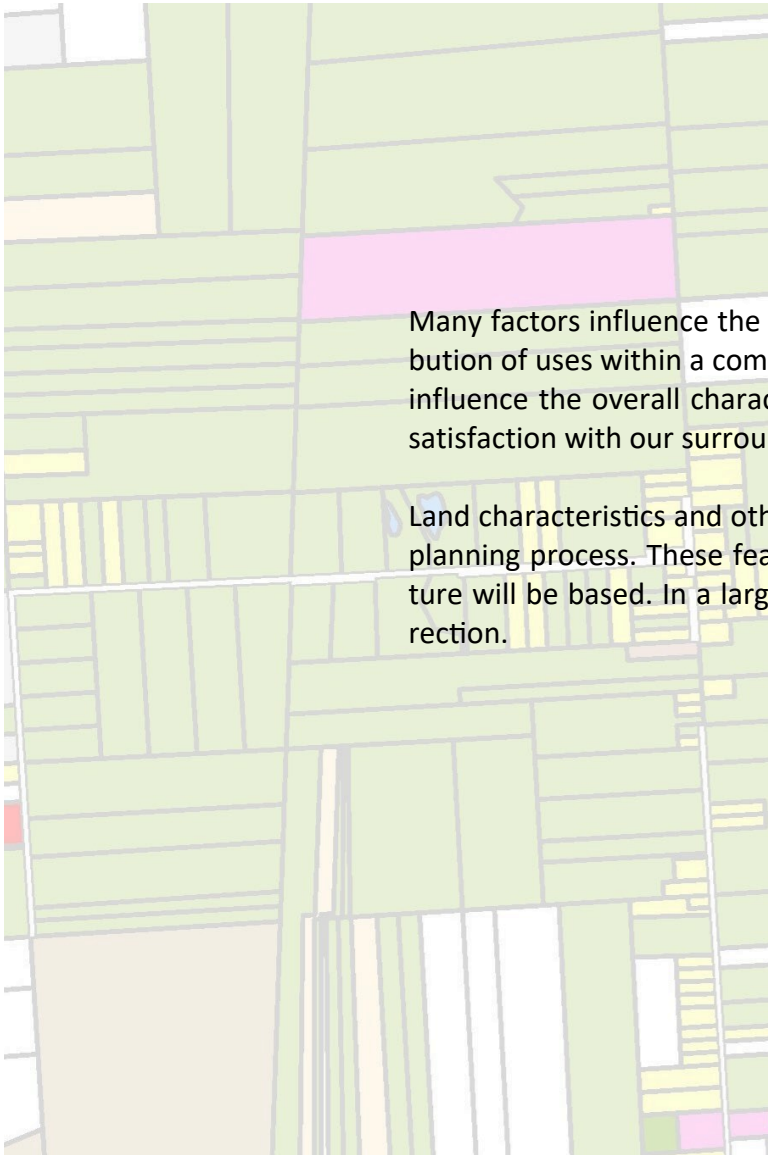 Many factors influence the
bution of uses within a com
influence the overall charac
satisfaction with our surrou
Land characteristics and oth
planning process. These fea
ture will be based. In a larg
rection.